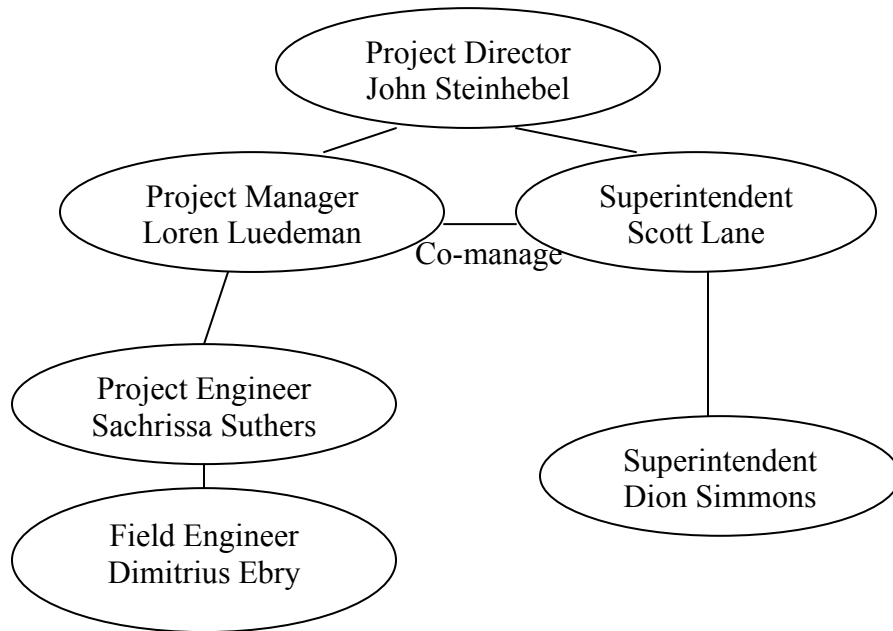 Project Director
John Steinhebel
Project Manager
Loren Luedeman
Superintendent
Scott Lane
Co-manage
Project Engineer
Sachrissa Suthers
Superintendent
Dion Simmons
Field Engineer
Dimitrius Ebry